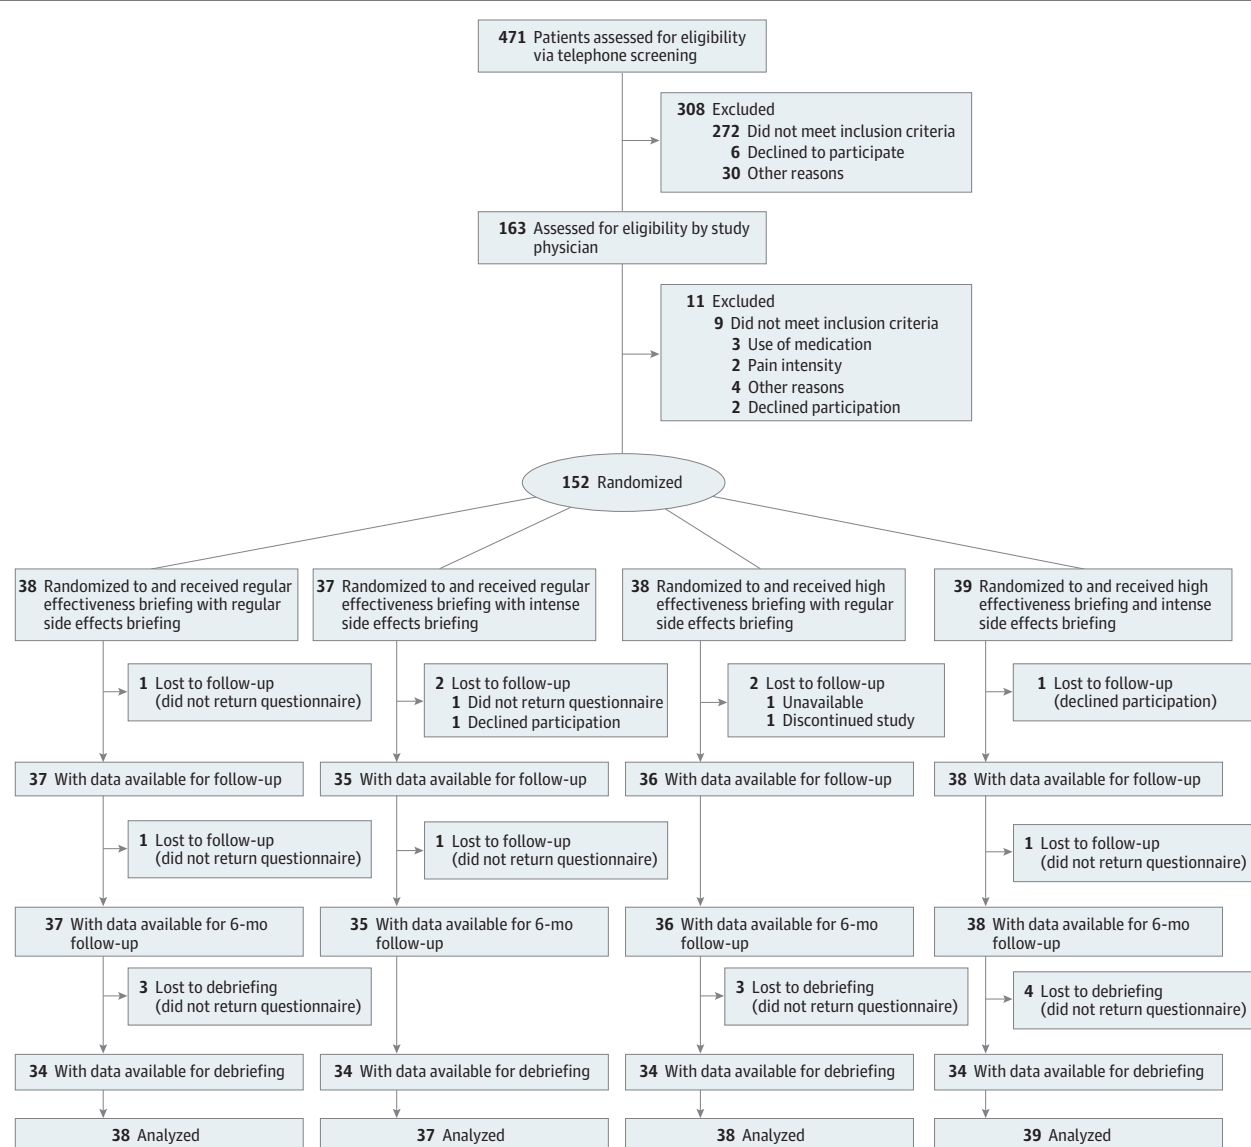 471 Patients assessed for eligibility
via telephone screening
308 Excluded
272 Did not meet inclusion criteria
6 Declined to participate
30 Other reasons
163 Assessed for eligibility by study
physician
11 Excluded
9 Did not meet inclusion criteria
3 Use of medication
2 Pain intensity
4 Other reasons
2 Declined participation
152 Randomized
38 Randomized to and received regular
effectiveness briefing with regular
side effects briefing
37 Randomized to and received regular
effectiveness briefing with intense
side effects briefing
38 Randomized to and received high
effectiveness briefing with regular
side effects briefing
39 Randomized to and received high
effectiveness briefing and intense
side effects briefing
1 Lost to follow-up
(did not return questionnaire)
2 Lost to follow-up
1 Did not return questionnaire
1 Declined participation
2 Lost to follow-up
1 Unavailable
1 Discontinued study
1 Lost to follow-up
(declined participation)
37 With data available for follow-up
35 With data available for follow-up
36 With data available for follow-up
38 With data available for follow-up
1 Lost to follow-up
(did not return questionnaire)
1 Lost to follow-up
(did not return questionnaire)
1 Lost to follow-up
(did not return questionnaire)
37 With data available for 6-mo
follow-up
35 With data available for 6-mo
follow-up
36 With data available for 6-mo
follow-up
38 With data available for 6-mo
follow-up
3 Lost to debriefing
(did not return questionnaire)
3 Lost to debriefing
(did not return questionnaire)
4 Lost to debriefing
(did not return questionnaire)
34 With data available for debriefing
34 With data available for debriefing
34 With data available for debriefing
34 With data available for debriefing
38 Analyzed
37 Analyzed
38 Analyzed
39 Analyzed